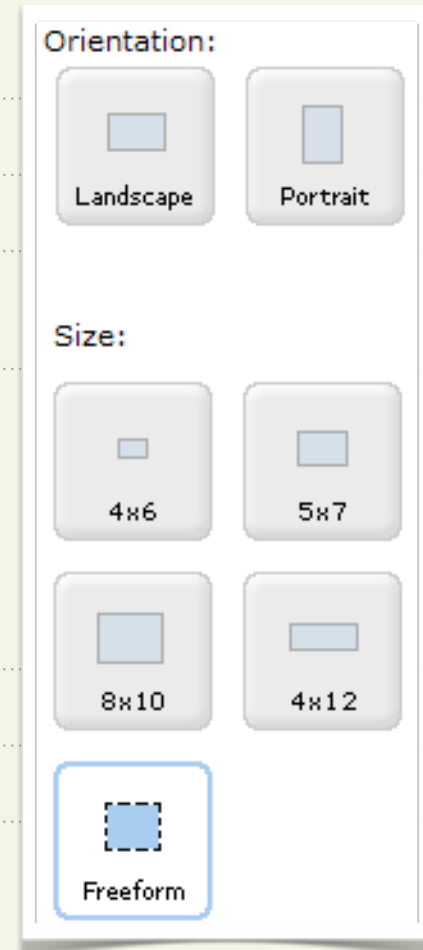 Orientation:
Landscape Portrait
Size:
4x6 5x7
8x10 4x12
Freeform